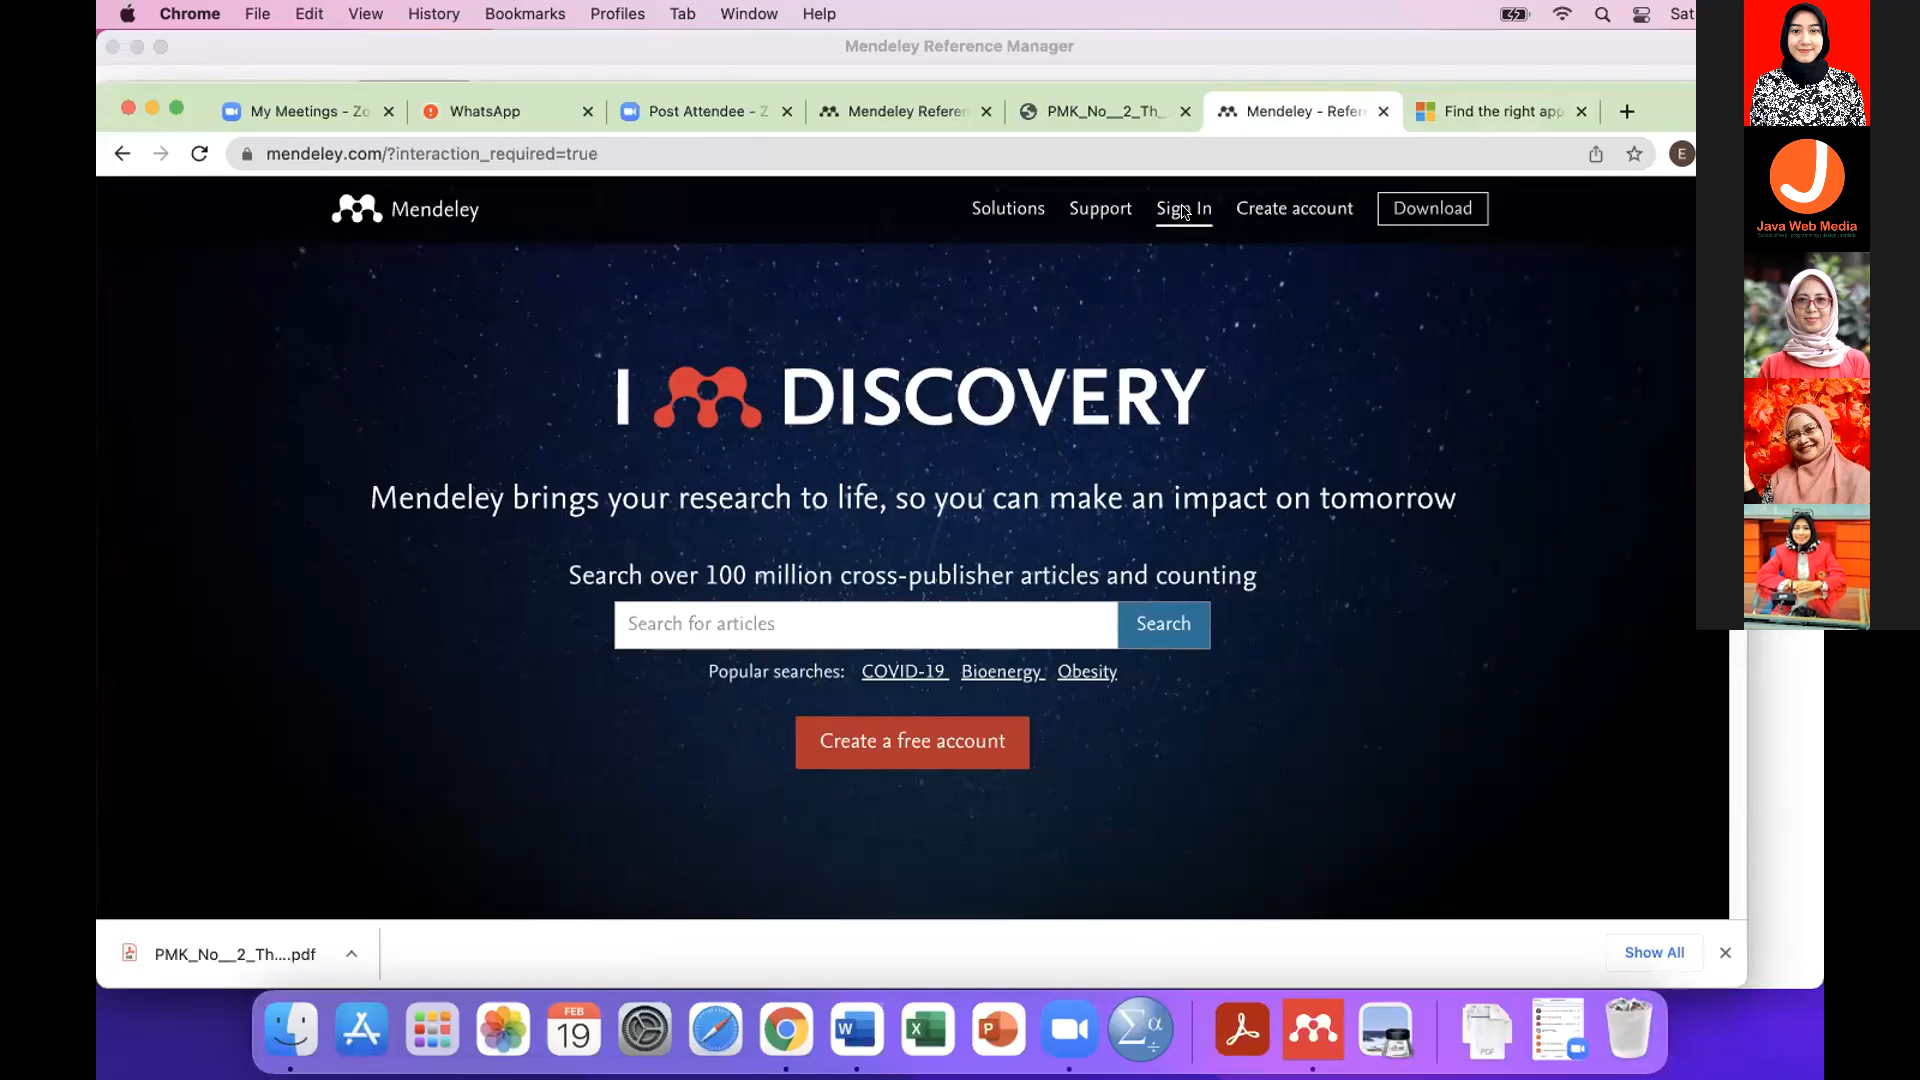 Chrome File Edit View History Bookmarks Profiles Tab Window Help Sat
Mendeley Reference Manager
My Meetings - Zo WhatsApp Post Attendee - Z Mendeley Referen PMK_No__2_Th_ Mendeley - Refer Find the right app
mendeley.com/?interaction_required=true E
Mendeley Solutions Support Sign In Create account Download
Java Web Media
I DISCOVERY
Mendeley brings your research to life, so you can make an impact on tomorrow
Search over 100 million cross-publisher articles and counting
Search for articles Search
Popular searches: COVID-19 Bioenergy Obesity
Create a free account
PMK_No__2_Th....pdf Show All
FEB
19
W X P
PDF